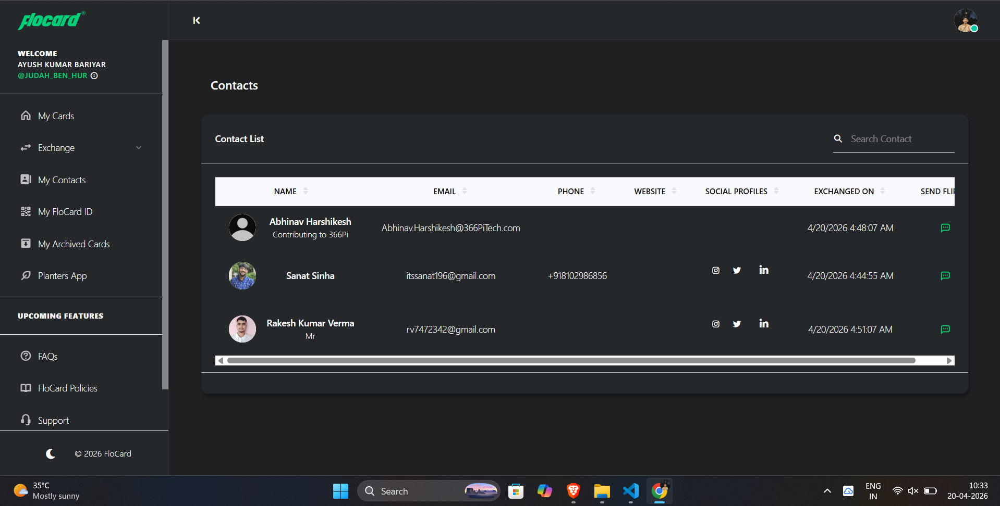 flocard®
WELCOME
AYUSH KUMAR BARIYAR
@JUDAH_BEN_HUR
My Cards
Exchange
My Contacts
My FloCard ID
My Archived Cards
Planters App
UPCOMING FEATURES
FAQs
FloCard Policies
Support
© 2026 FloCard
Contacts
Contact List
Search Contact
NAME EMAIL PHONE WEBSITE SOCIAL PROFILES EXCHANGED ON SEND FLI
Abhinav Harshikesh
Contributing to 366Pi
Abhinav.Harshikesh@366PiTech.com
4/20/2026 4:48:07 AM
Sanat Sinha itssanat196@gmail.com +918102986856 4/20/2026 4:44:55 AM
Rakesh Kumar Verma
Mr
rv7472342@gmail.com
4/20/2026 4:51:07 AM
35°C
Mostly sunny
Search
ENG
IN
10:33
20-04-2026